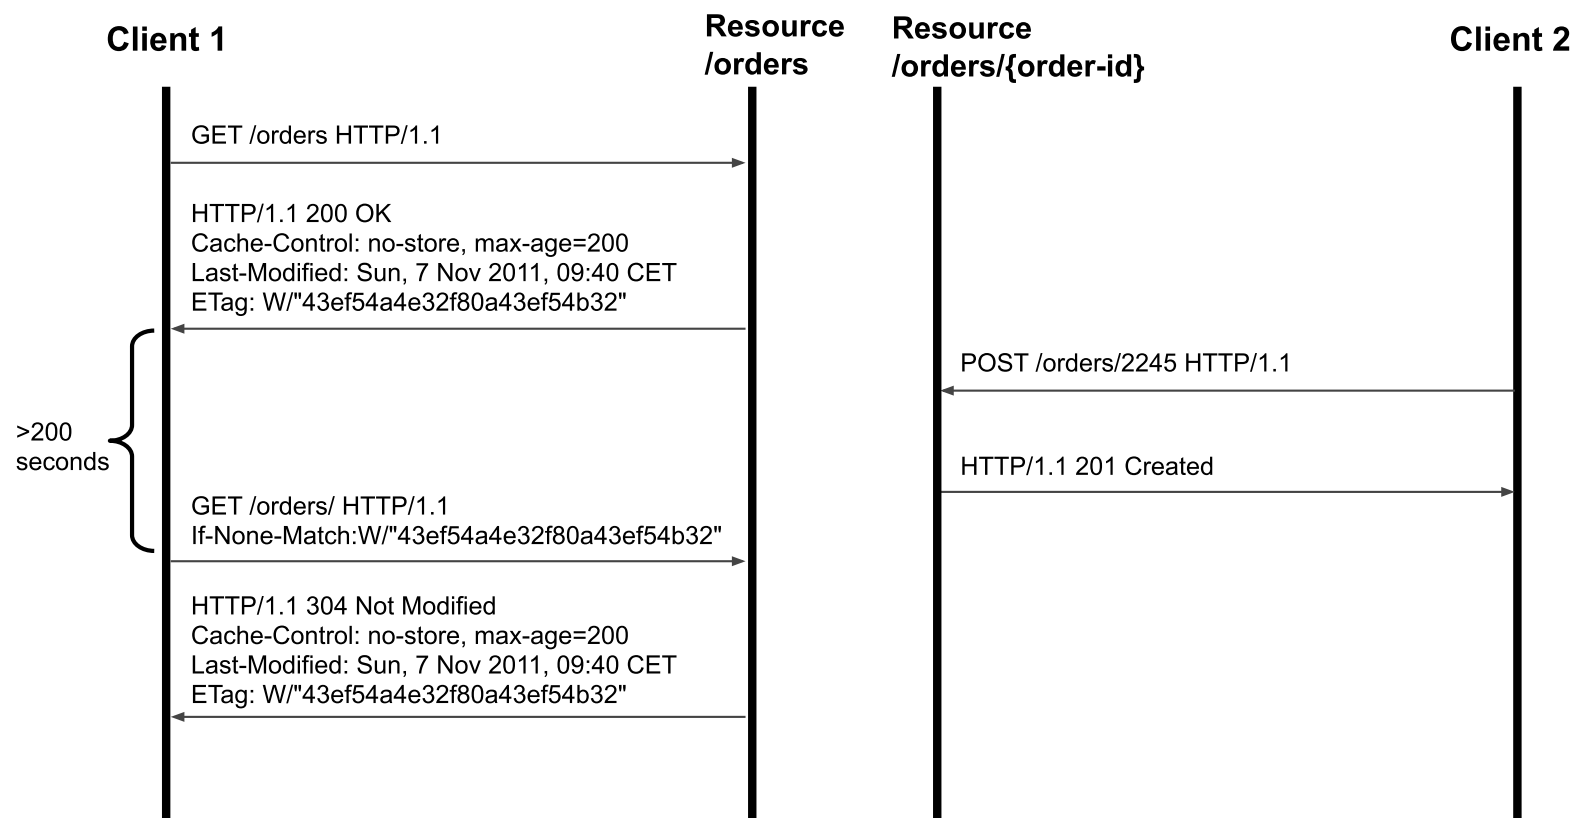 Client 1
Resource
/orders
Resource
/orders/{order-id}
Client 2
GET /orders HTTP/1.1
HTTP/1.1 200 OK
Cache-Control: no-store, max-age=200
Last-Modified: Sun, 7 Nov 2011, 09:40 CET
ETag: W/"43ef54a4e32f80a43ef54b32"
POST /orders/2245 HTTP/1.1
>200
seconds
HTTP/1.1 201 Created
GET /orders/ HTTP/1.1
If-None-Match:W/"43ef54a4e32f80a43ef54b32"
HTTP/1.1 304 Not Modified
Cache-Control: no-store, max-age=200
Last-Modified: Sun, 7 Nov 2011, 09:40 CET
ETag: W/"43ef54a4e32f80a43ef54b32"